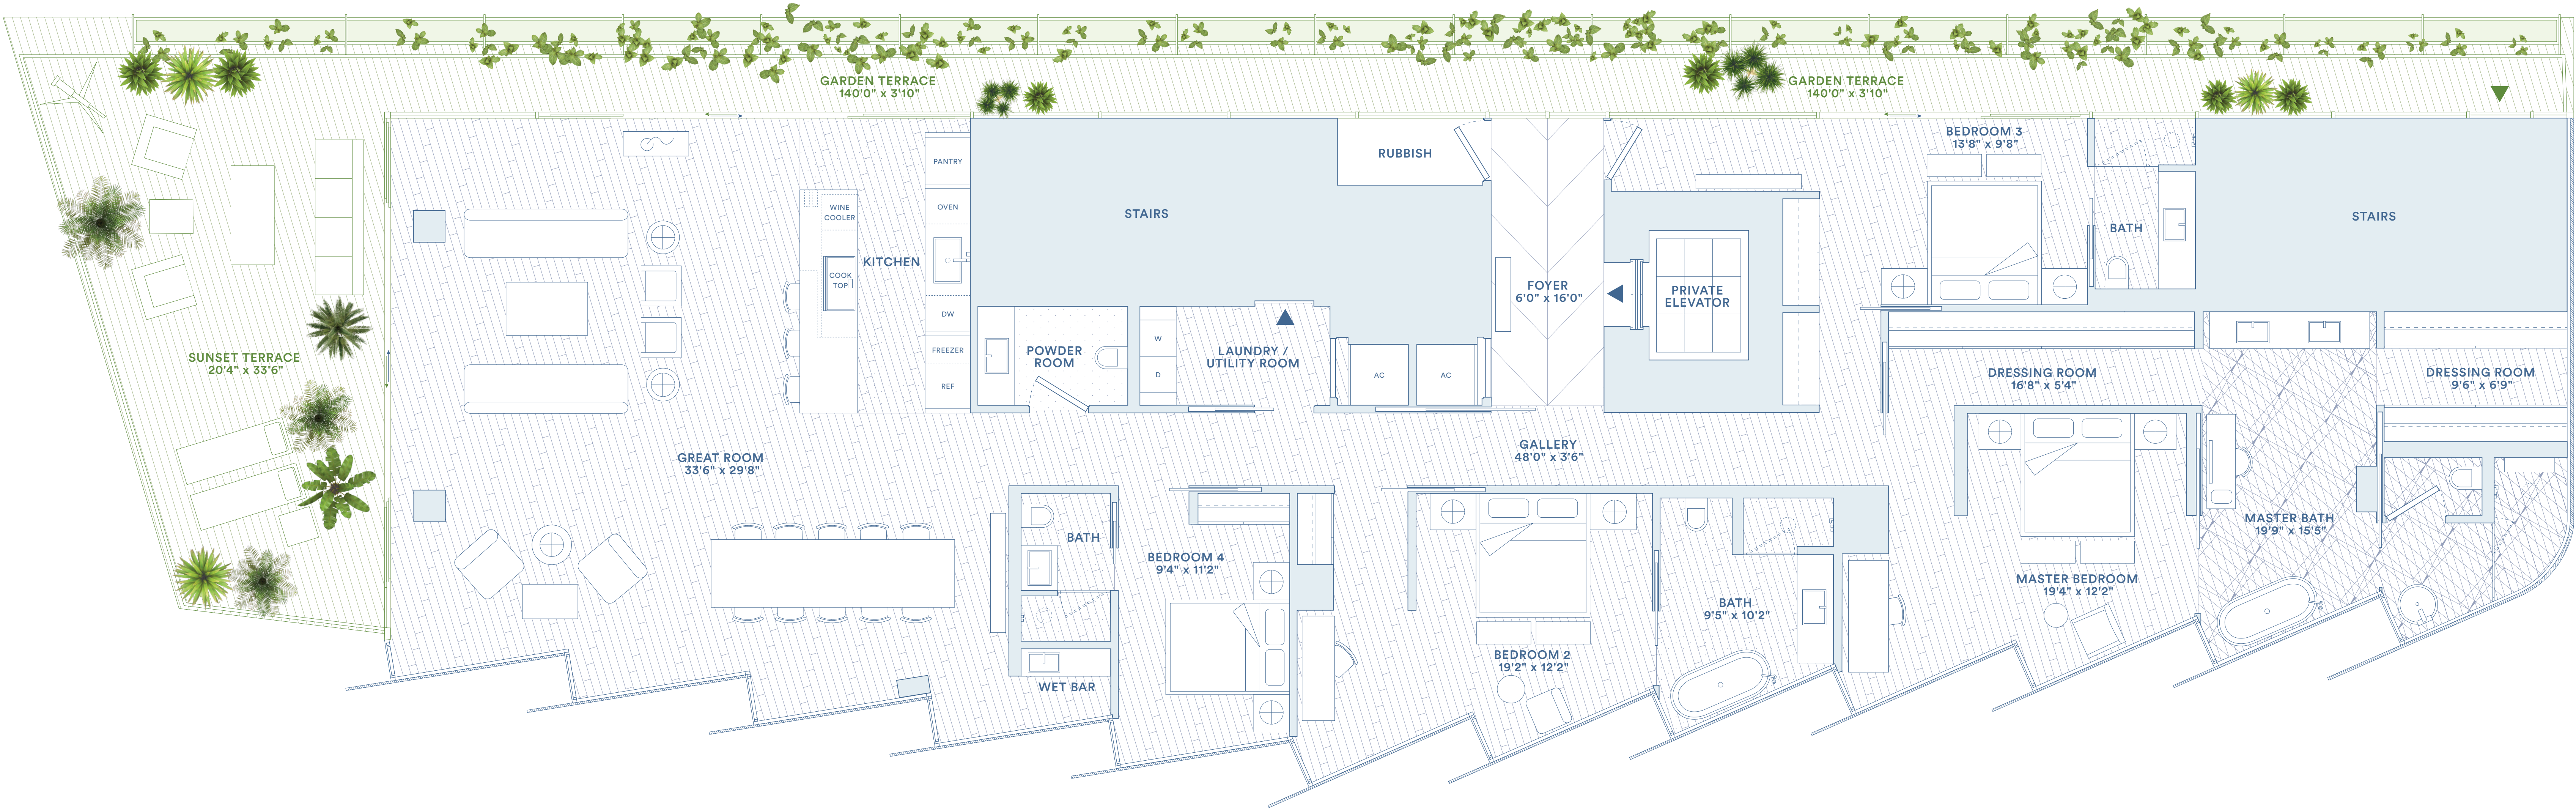 GARDEN TERRACE
140'0" x 3'10"
GARDEN TERRACE
140'0" x 3'10"
BEDROOM 3
13'8" x 9'8"
PANTRY
RUBBISH
OVEN
WINE
COOLER
STAIRS
STAIRS
BATH
KITCHEN
COOK
TOP
FOYER
6'0" x 16'0"
PRIVATE
ELEVATOR
DW
W
FREEZER
POWDER
ROOM
LAUNDRY /
UTILITY ROOM
SUNSET TERRACE
20'4" x 33'6"
D
AC
AC
REF
DRESSING ROOM
16'8" x 5'4"
DRESSING ROOM
9'6" x 6'9"
GREAT ROOM
33'6" x 29'8"
GALLERY
48'0" x 3'6"
BATH
MASTER BATH
19'9" x 15'5"
BEDROOM 4
9'4" x 11'2"
MASTER BEDROOM
19'4" x 12'2"
BATH
9'5" x 10'2"
BEDROOM 2
19'2" x 12'2"
WET BAR